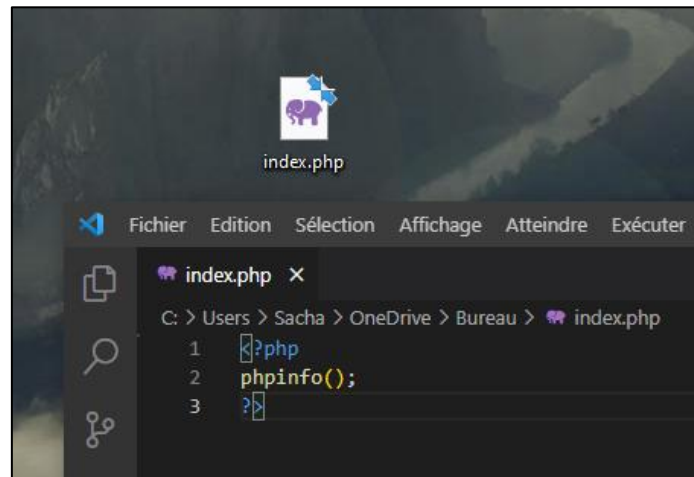 index.php
Fichier Edition Sélection Affichage Atteindre Exécuter
index.php
C: > Users > Sacha > OneDrive > Bureau > index.php
1 <?php
2 phpinfo();
3 ?>